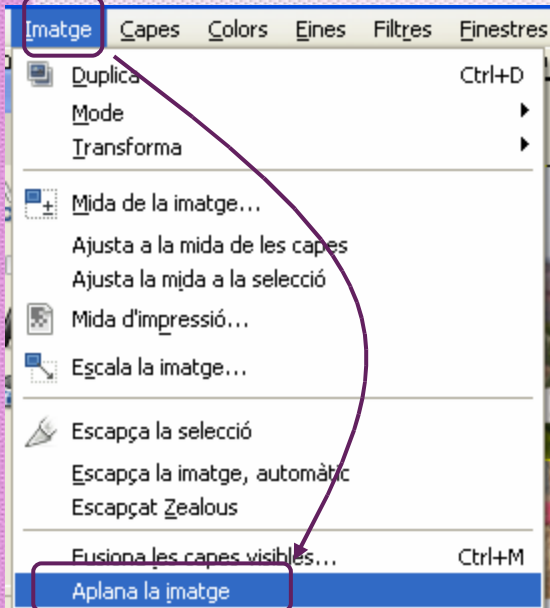 Imatge Capes Colors Eines Filtres Finestres
Duplica Ctrl+D
Mode
Transforma
Mida de la imatge...
Ajusta a la mida de les capes
Ajusta la mida a la selecció
Mida d'impressió...
Escala la imatge...
Escapça la selecció
Escapça la imatge, automàtic
Escapçat Zealous
Fusiona les capes visibles... Ctrl+M
Aplana la imatge